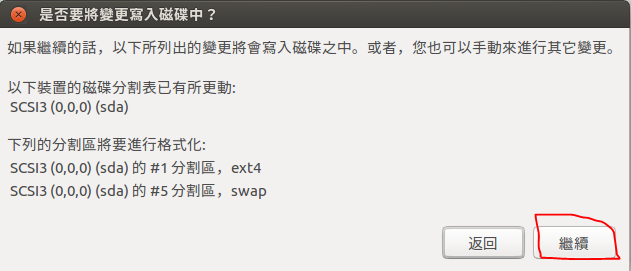 是否要將變更寫入磁碟中？
如果繼續的話，以下所列出的變更將會寫入磁碟之中。或者，您也可以手動來進行其它變更。
以下裝置的磁碟分割表已有所更動:
SCSI3 (0,0,0) (sda)
下列的分割區將要進行格式化:
SCSI3 (0,0,0) (sda) 的 #1 分割區，ext4
SCSI3 (0,0,0) (sda) 的 #5 分割區，swap
返回
繼續